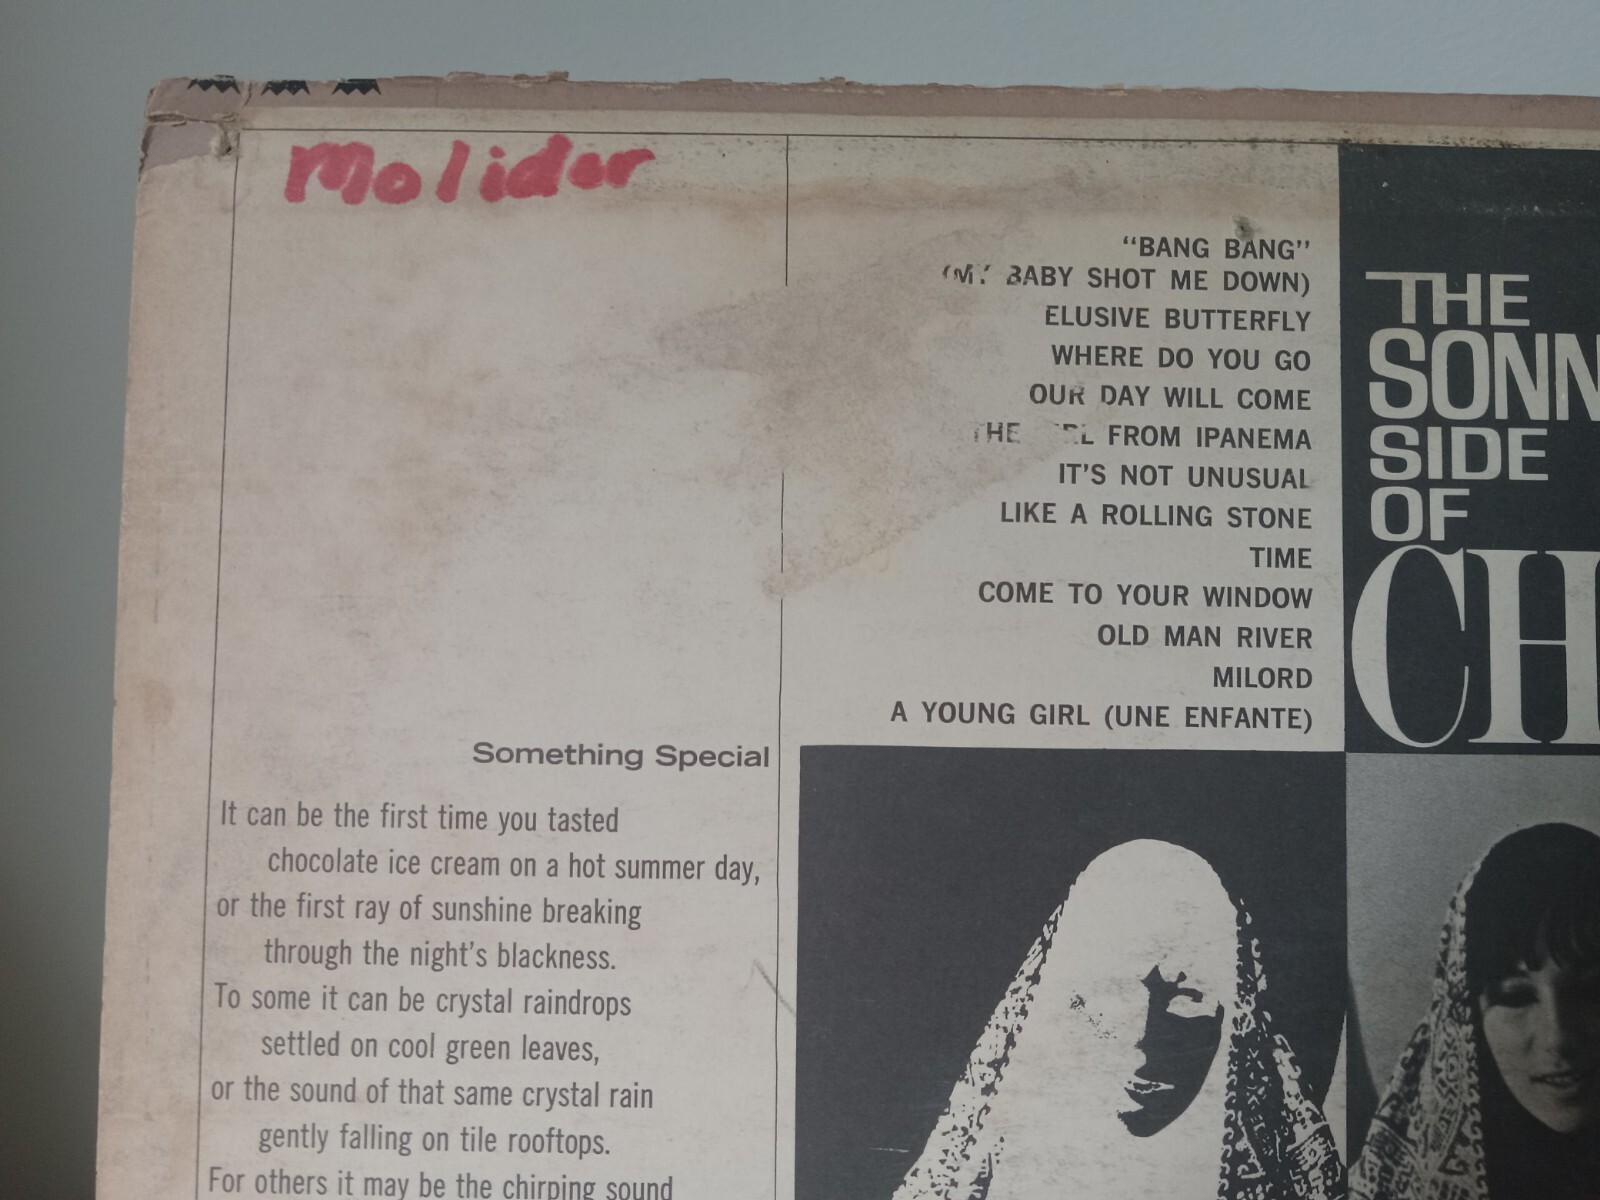 Molidor
"BANG BANG"
(MY BABY SHOT ME DOWN)
ELUSIVE BUTTERFLY
WHERE DO YOU GO
OUR DAY WILL COME
THE FROM IPANEMA
IT'S NOT UNUSUAL
LIKE A ROLLING STONE
TIME
COME TO YOUR WINDOW
OLD MAN RIVER
MILORD
A YOUNG GIRL (UNE ENFANTE)
THE
SONN
SIDE
OF
CH
Something Special
It can be the first time you tasted
chocolate ice cream on a hot summer day,
or the first ray of sunshine breaking
through the night's blackness.
To some it can be crystal raindrops
settled on cool green leaves,
or the sound of that same crystal rain
gently falling on tile rooftops.
For others it may be the chirping sound